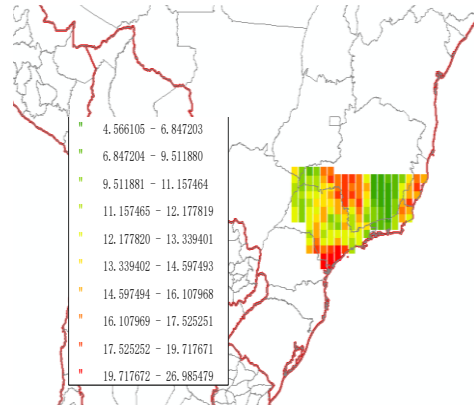 " 4.566105 - 6.847203
" 6.847204 - 9.511880
" 9.511881 - 11.157464
" 11.157465 - 12.177819
" 12.177820 - 13.339401
" 13.339402 - 14.597493
" 14.597494 - 16.107968
" 16.107969 - 17.525251
" 17.525252 - 19.717671
" 19.717672 - 26.985479